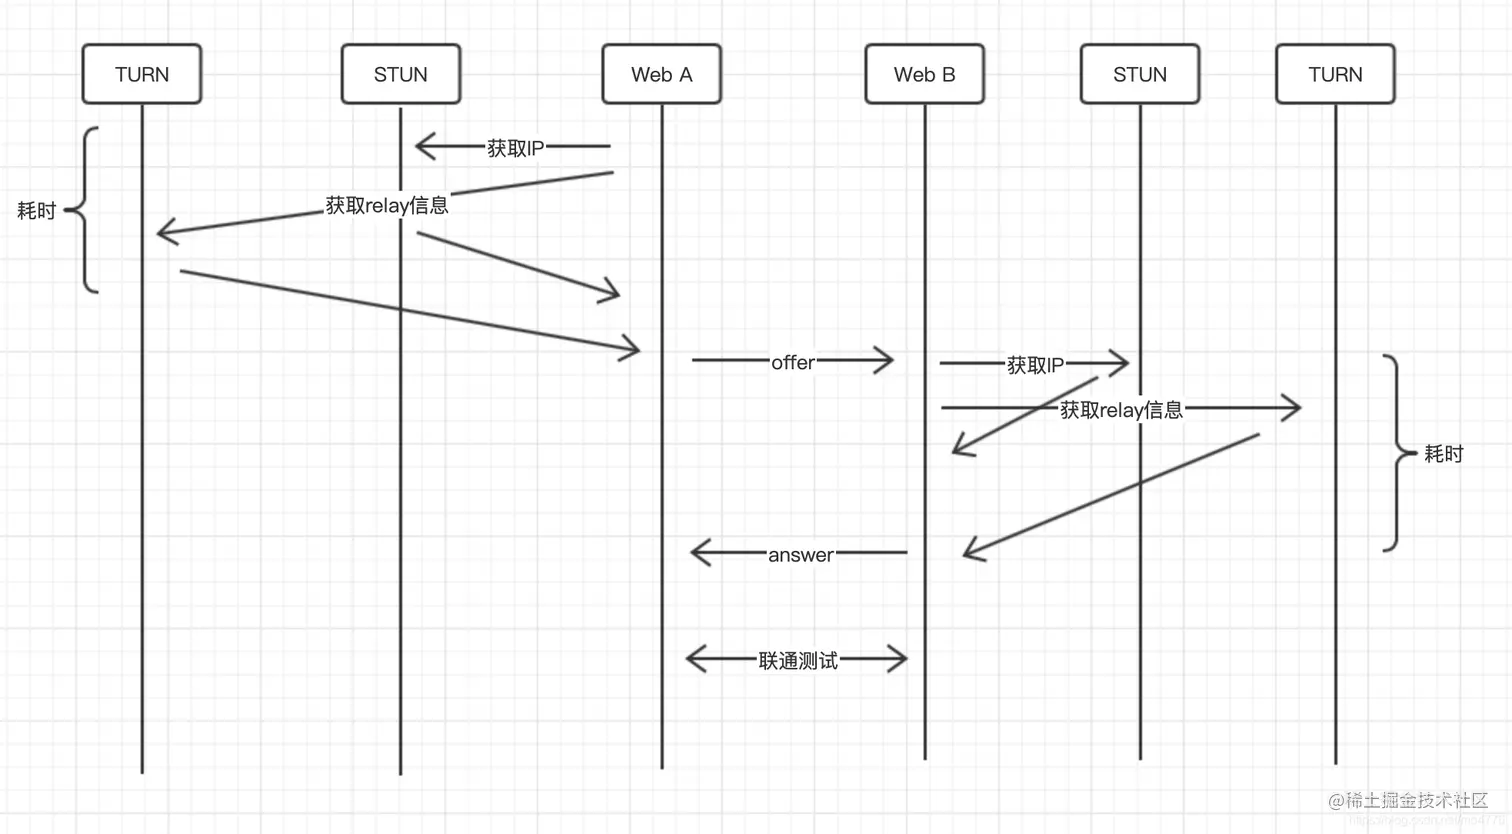 TURN
STUN
Web A
Web B
STUN
TURN
获取IP
获取relay信息
耗时
offer
获取IP
获取relay信息
耗时
answer
联通测试
@稀土掘金技术社区